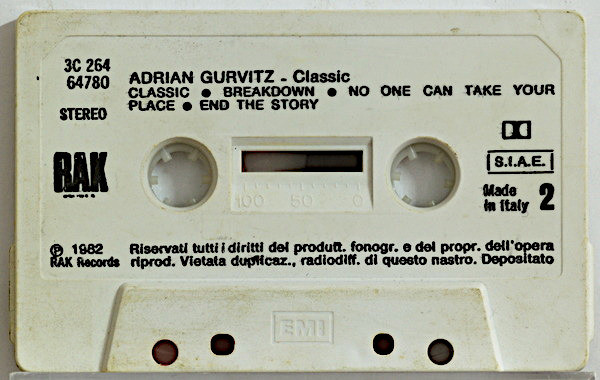 3C 264
64780
STEREO
ADRIAN GURVITZ - Classic
CLASSIC ● BREAKDOWN ● NO ONE CAN TAKE YOUR
PLACE ● END THE STORY
RAK
100 50 0
S.I.A.E.
Made
in Italy
2
℗ 1982
RAK Records
Riservati tutti i diritti dei produtt. fonogr. e del propr. dell'opera
riprod. Vietata duplicaz., radiodiff. di questo nastro. Depositato
EMI